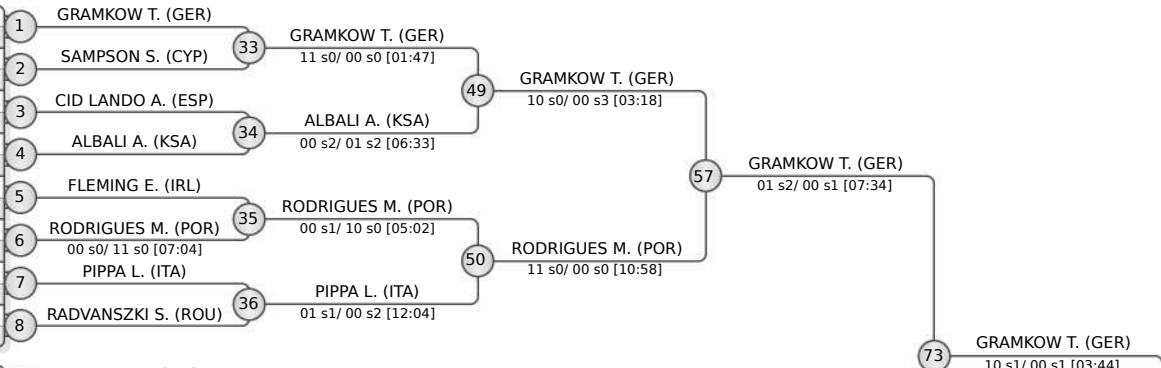 1
GRAMKOW T. (GER)
2
SAMPSON S. (CYP)
33
GRAMKOW T. (GER)
11 s0/ 00 s0 [01:47]
3
CID LANDO A. (ESP)
4
ALBALI A. (KSA)
34
ALBALI A. (KSA)
00 s2/ 01 s2 [06:33]
49
GRAMKOW T. (GER)
10 s0/ 00 s3 [03:18]
5
FLEMING E. (IRL)
6
RODRIGUES M. (POR)
00 s0/ 11 s0 [07:04]
35
RODRIGUES M. (POR)
00 s1/ 10 s0 [05:02]
7
PIPPA L. (ITA)
8
RADVANSZKI S. (ROU)
36
PIPPA L. (ITA)
01 s1/ 00 s2 [12:04]
50
RODRIGUES M. (POR)
11 s0/ 00 s0 [10:58]
57
GRAMKOW T. (GER)
01 s2/ 00 s1 [07:34]
73
GRAMKOW T. (GER)
10 s1/ 00 s1 [03:44]